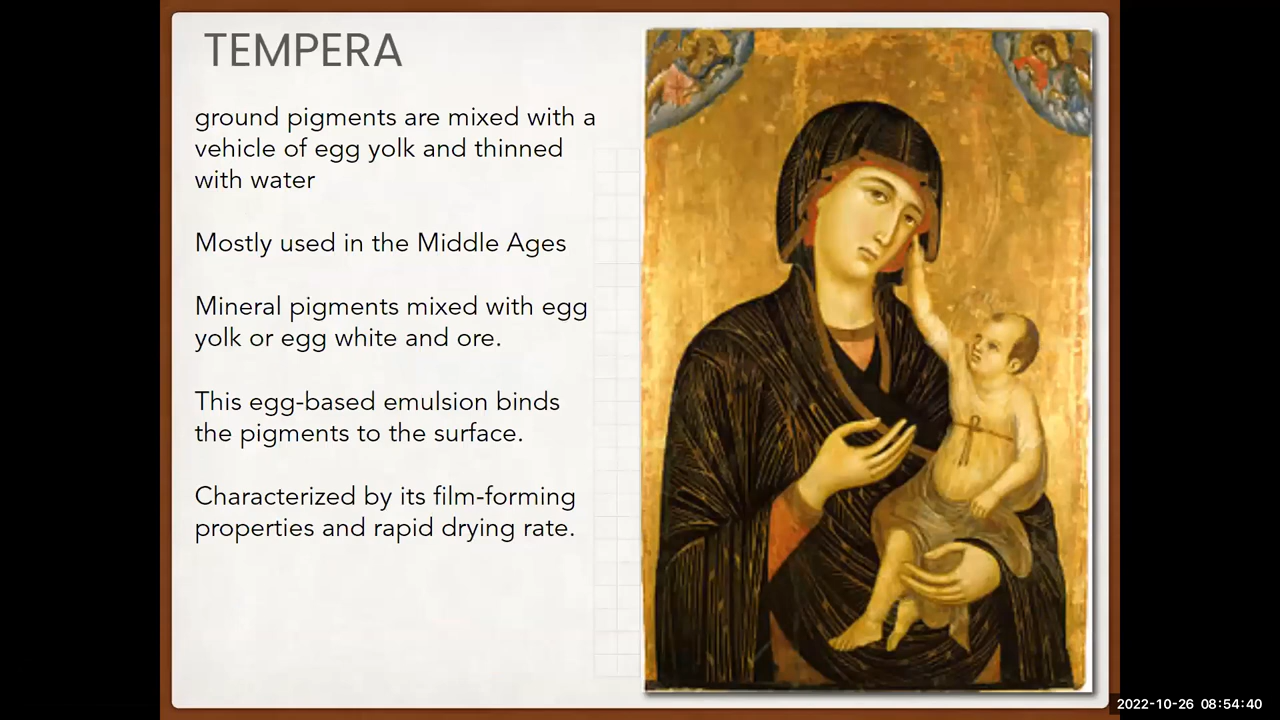 TEMPERA
ground pigments are mixed with a
vehicle of egg yolk and thinned
with water
Mostly used in the Middle Ages
Mineral pigments mixed with egg
yolk or egg white and ore.
This egg-based emulsion binds
the pigments to the surface.
Characterized by its film-forming
properties and rapid drying rate.
2022-10-26 08:54:40